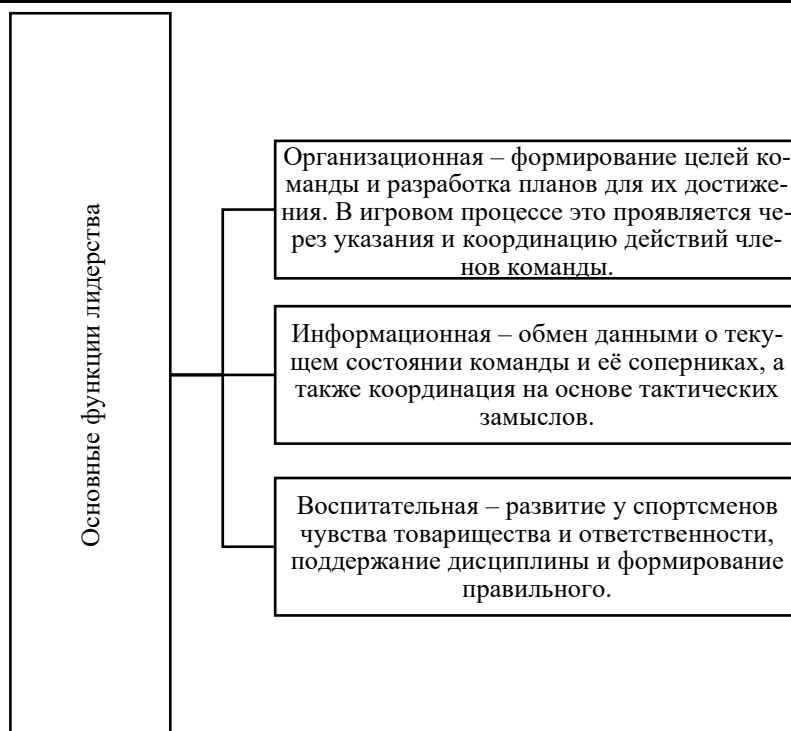 Основные функции лидерства
Организационная – формирование целей ко-
манды и разработка планов для их достиже-
ния. В игровом процессе это проявляется че-
рез указания и координацию действий чле-
нов команды.
Информационная – обмен данными о теку-
щем состоянии команды и её соперниках, а
также координация на основе тактических
замыслов.
Воспитательная – развитие у спортсменов
чувства товарищества и ответственности,
поддержание дисциплины и формирование
правильного.